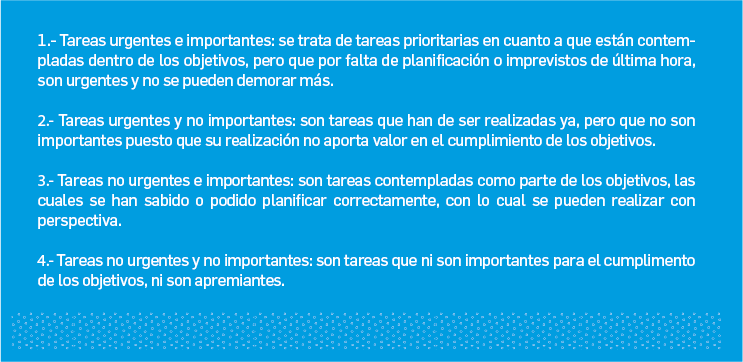 1.- Tareas urgentes e importantes: se trata de tareas prioritarias en cuanto a que están contem-
pladas dentro de los objetivos, pero que por falta de planificación o imprevistos de última hora,
son urgentes y no se pueden demorar más.
2.- Tareas urgentes y no importantes: son tareas que han de ser realizadas ya, pero que no son
importantes puesto que su realización no aporta valor en el cumplimiento de los objetivos.
3.- Tareas no urgentes e importantes: son tareas contempladas como parte de los objetivos, las
cuales se han sabido o podido planificar correctamente, con lo cual se pueden realizar con
perspectiva.
4.- Tareas no urgentes y no importantes: son tareas que ni son importantes para el cumplimento
de los objetivos, ni son apremiantes.